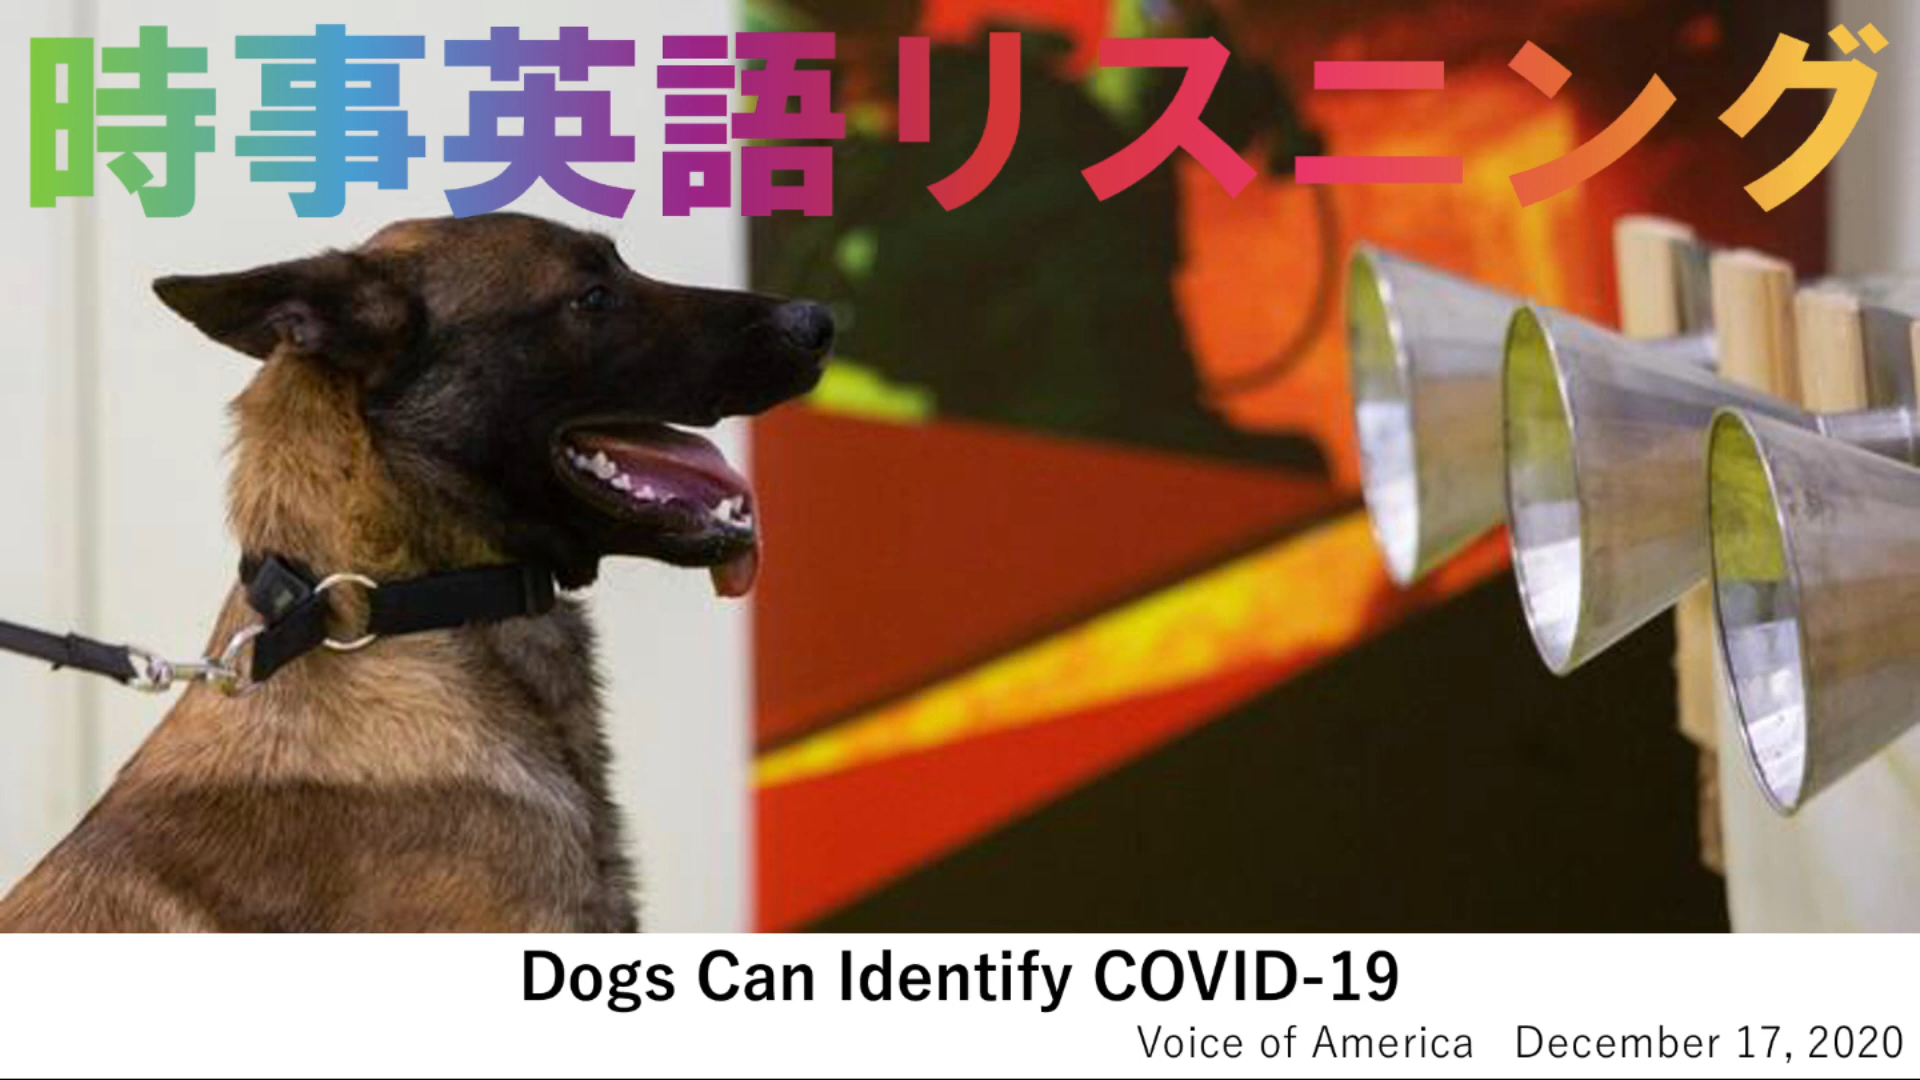 時事英語リスニング
Dogs Can Identify COVID-19
Voice of America December 17, 2020